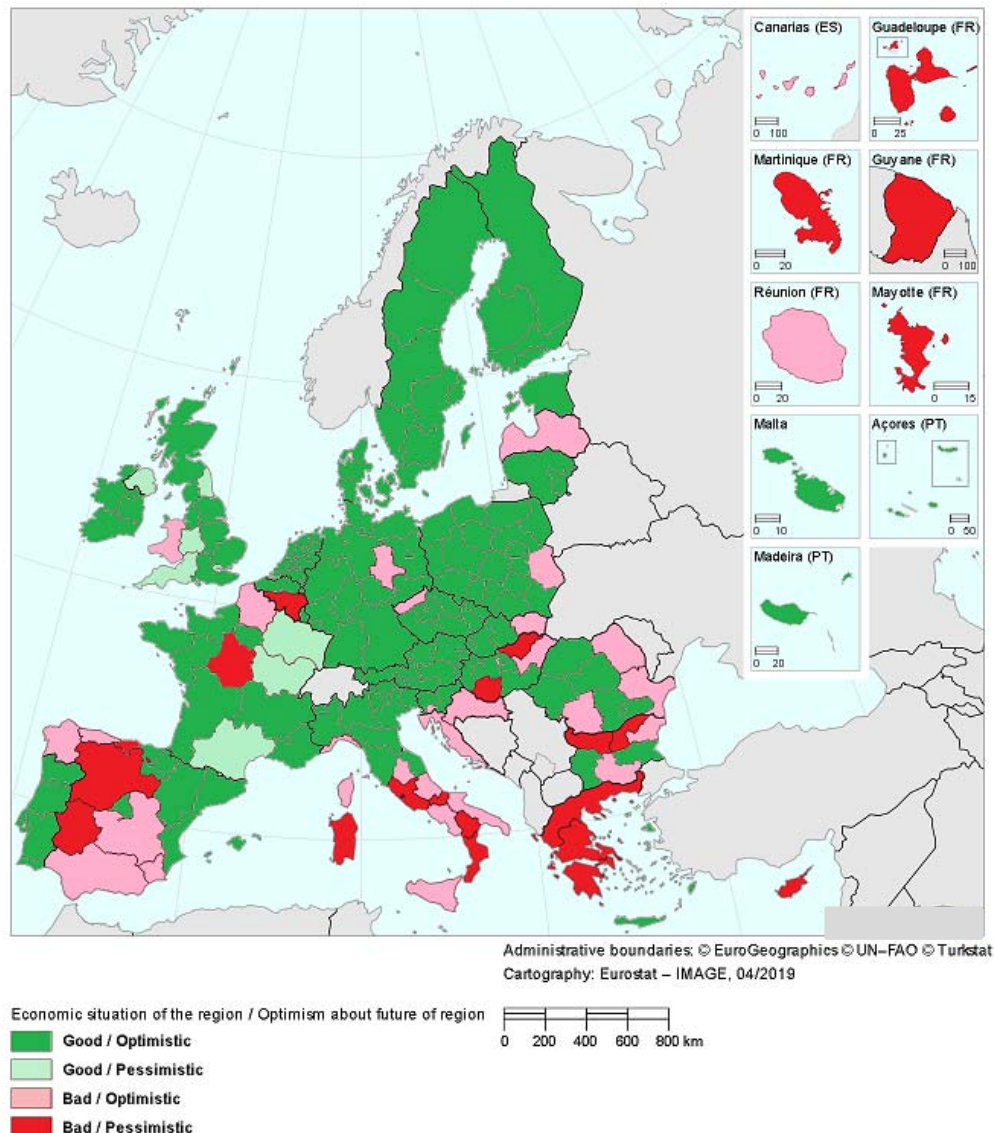 Canarias (ES)
0 100
Guadeloupe (FR)
0 25
Martinique (FR)
0 20
Guyane (FR)
0 100
Réunion (FR)
0 20
Mayotte (FR)
0 15
Malta
0 10
Açores (PT)
0 50
Madeira (PT)
0 20
Administrative boundaries: © EuroGeographics © UN–FAO © Turkstat
Cartography: Eurostat – IMAGE, 04/2019
Economic situation of the region / Optimism about future of region
0 200 400 600 800 km
Good / Optimistic
Good / Pessimistic
Bad / Optimistic
Bad / Pessimistic